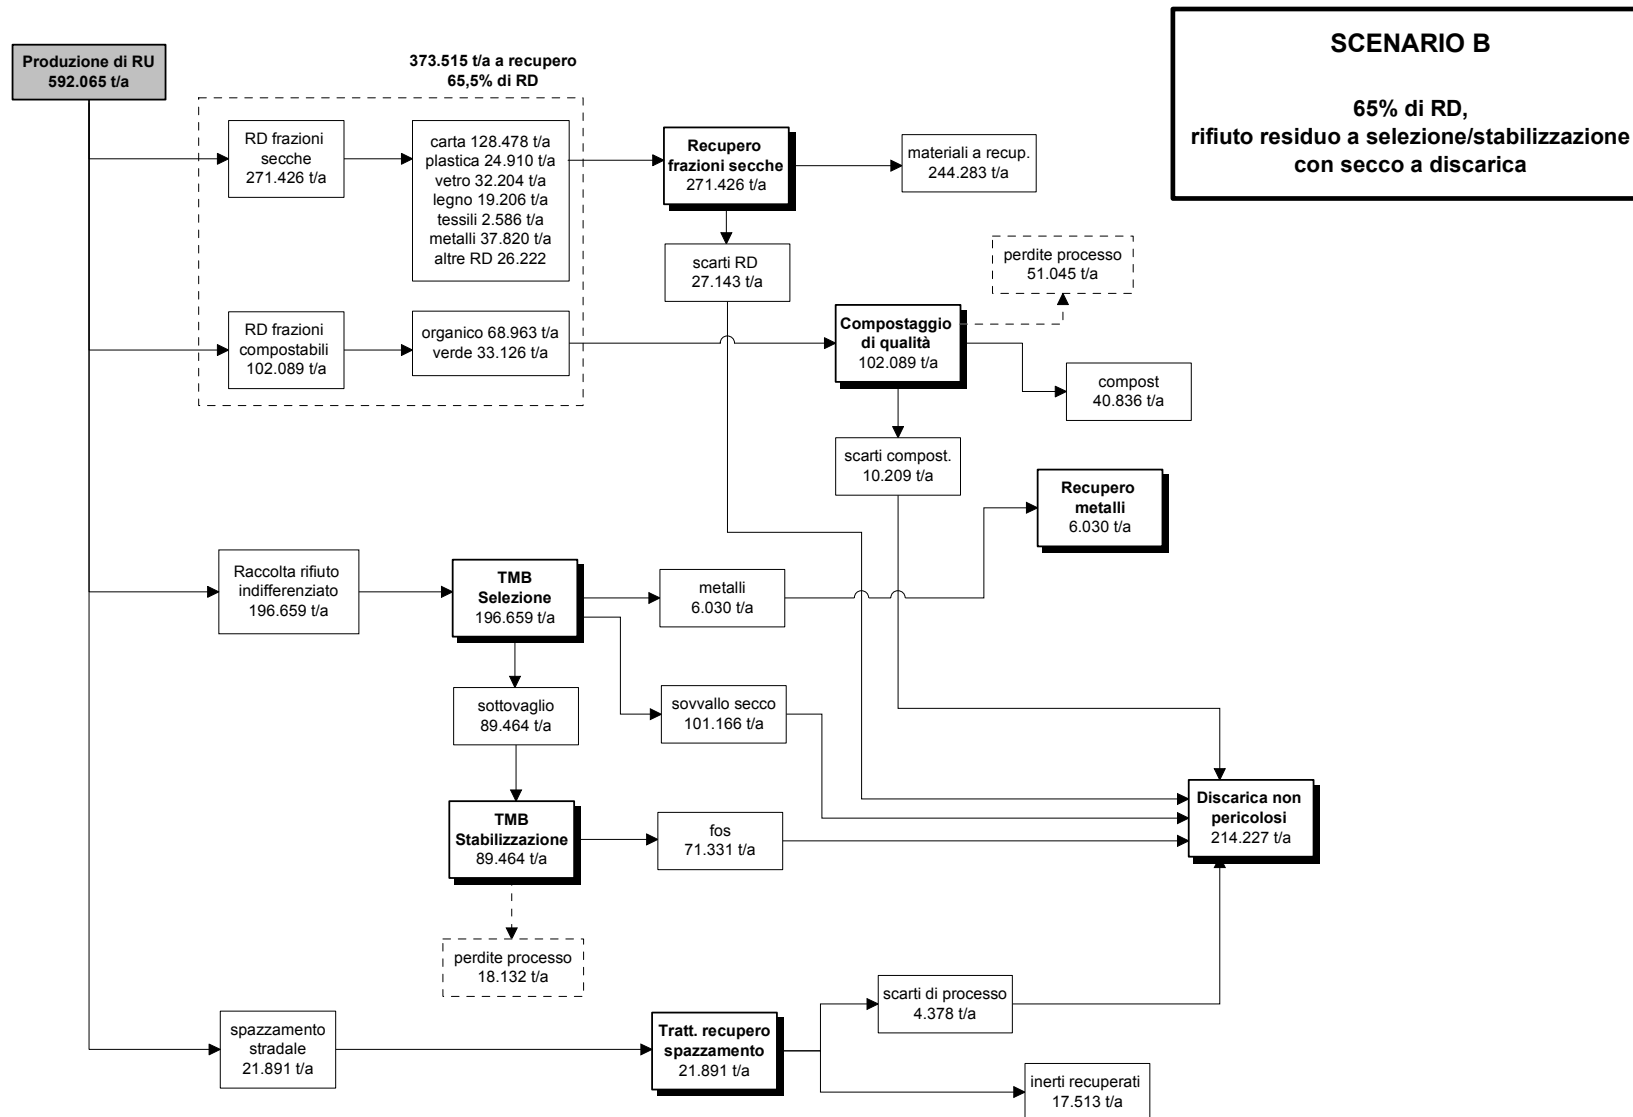 SCENARIO B
65% di RD,
rifiuto residuo a selezione/stabilizzazione
con secco a discarica
Produzione di RU
592.065 t/a
373.515 t/a a recupero
65,5% di RD
RD frazioni
secche
271.426 t/a
carta 128.478 t/a
plastica 24.910 t/a
vetro 32.204 t/a
legno 19.206 t/a
tessili 2.586 t/a
metalli 37.820 t/a
altre RD 26.222
Recupero
frazioni secche
271.426 t/a
materiali a recup.
244.283 t/a
scarti RD
27.143 t/a
perdite processo
51.045 t/a
RD frazioni
compostabili
102.089 t/a
organico 68.963 t/a
verde 33.126 t/a
Compostaggio
di qualità
102.089 t/a
compost
40.836 t/a
scarti compost.
10.209 t/a
Recupero
metalli
6.030 t/a
Raccolta rifiuto
indifferenziato
196.659 t/a
TMB
Selezione
196.659 t/a
metalli
6.030 t/a
sottovaglio
89.464 t/a
sovvallo secco
101.166 t/a
TMB
Stabilizzazione
89.464 t/a
fos
71.331 t/a
Discarica non
pericolosi
214.227 t/a
perdite processo
18.132 t/a
spazzamento
stradale
21.891 t/a
Tratt. recupero
spazzamento
21.891 t/a
scarti di processo
4.378 t/a
inerti recuperati
17.513 t/a